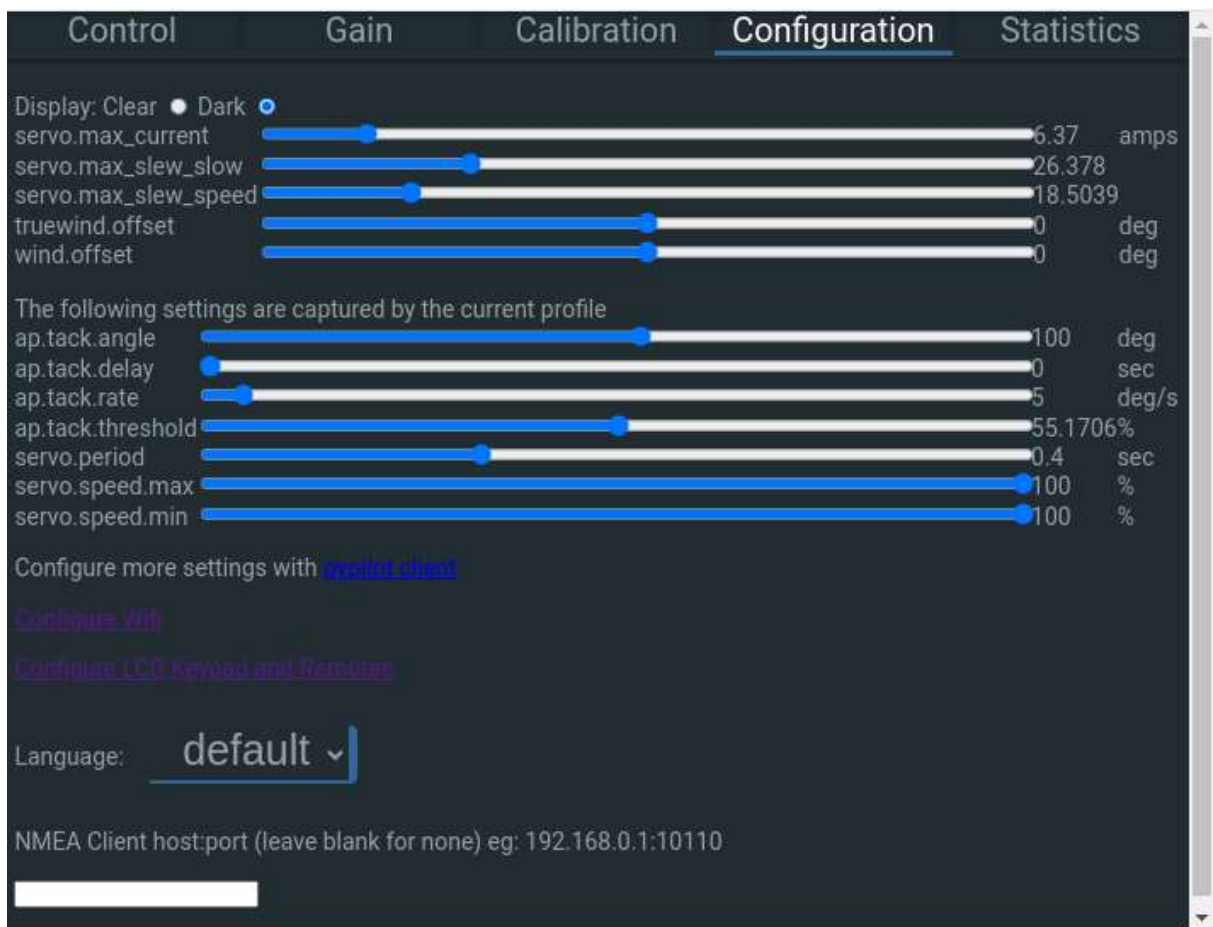 Control Gain Calibration Configuration Statistics
Display: Clear Dark
servo.max_current 6.37 amps
servo.max_slew_slow 26.378
servo.max_slew_speed 18.5039
truewind.offset 0 deg
wind.offset 0 deg
The following settings are captured by the current profile
ap.tack.angle 100 deg
ap.tack.delay 0 sec
ap.tack.rate 5 deg/s
ap.tack.threshold 55.1706%
servo.period 0.4 sec
servo.speed.max 100 %
servo.speed.min 100 %
Configure more settings with pypilot client
Configure Wifi
Configure LCD Keypad and Remotes
Language: default
NMEA Client host:port (leave blank for none) eg: 192.168.0.1:10110